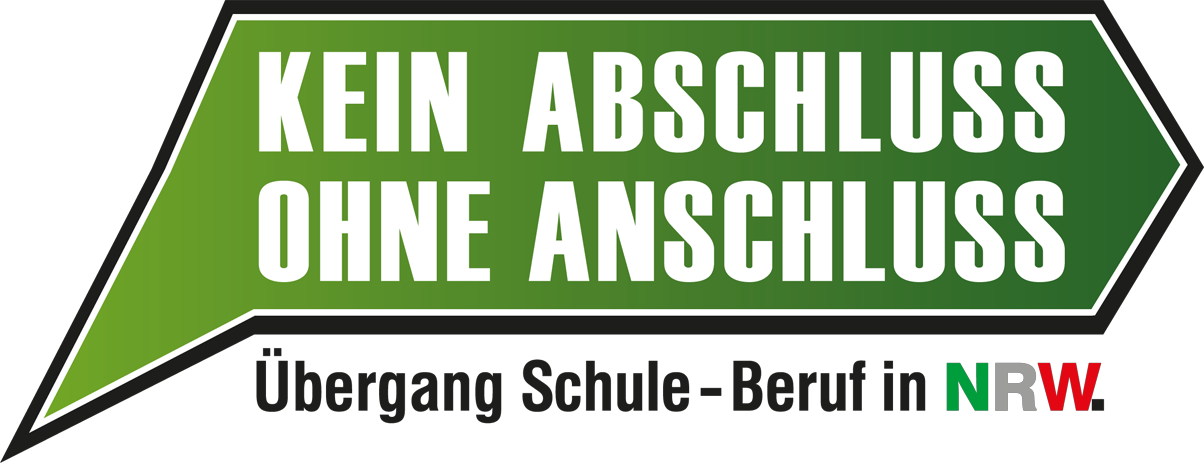 KEIN ABSCHLUSS
OHNE ANSCHLUSS
Übergang Schule – Beruf in NRW.